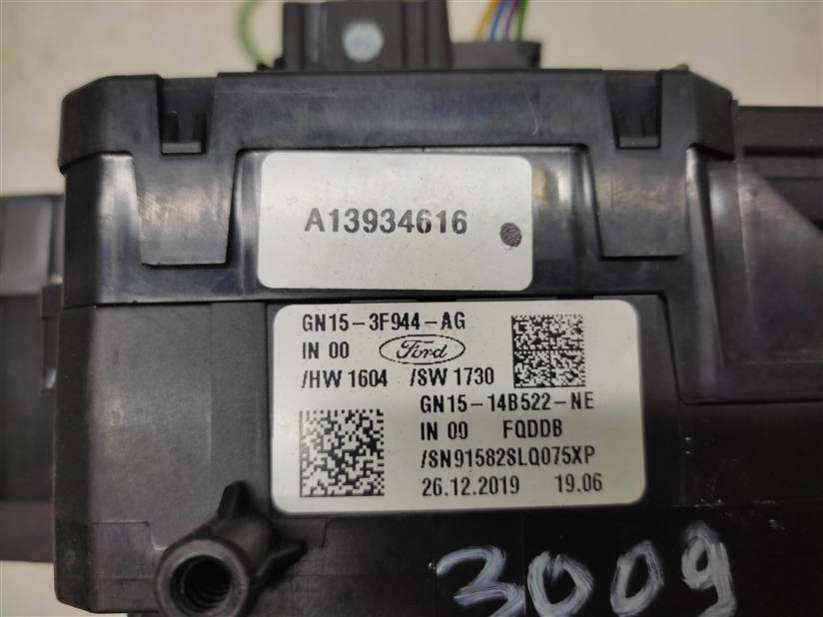 A13934616
GN15-3F944-AG
IN 00 Ford
/HW 1604 /SW 1730
GN15-14B522-NE
IN 00 FQDDB
/SN91582SLQ075XP
26.12.2019 19.06
3009